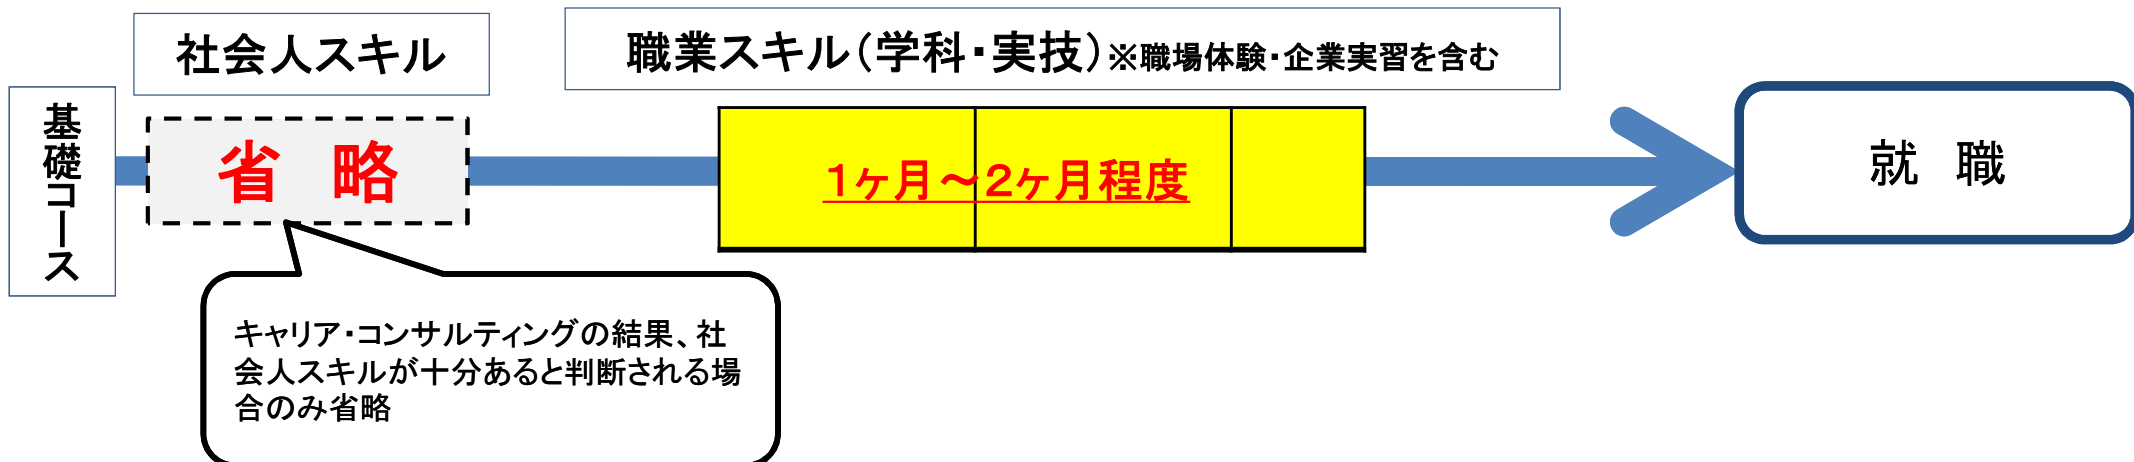 社会人スキル
職業スキル（学科・実技）※職場体験・企業実習を含む
基礎コース
省　略
１ヶ月～２ヶ月程度
就　職
キャリア・コンサルティングの結果、社
会人スキルが十分あると判断される場
合のみ省略